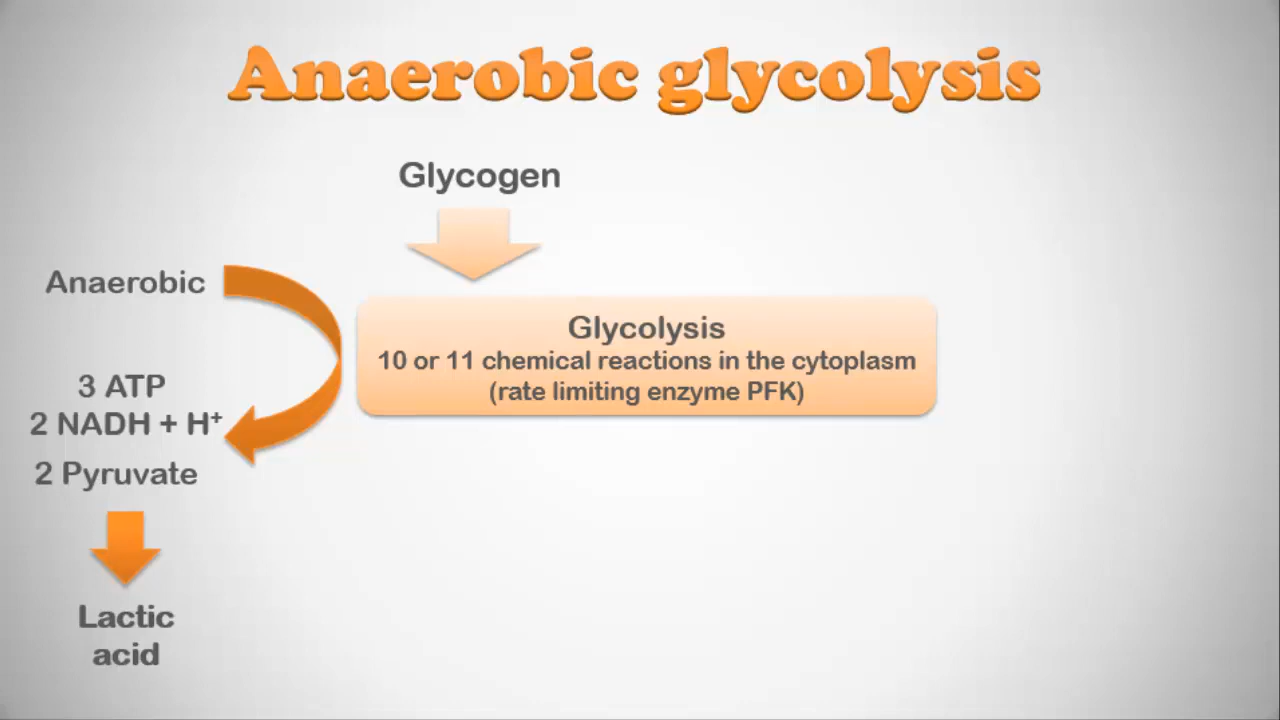 Anaerobic glycolysis
Glycogen
Anaerobic
Glycolysis
10 or 11 chemical reactions in the cytoplasm
(rate limiting enzyme PFK)
3 ATP
2 NADH + H⁺
2 Pyruvate
Lactic
acid